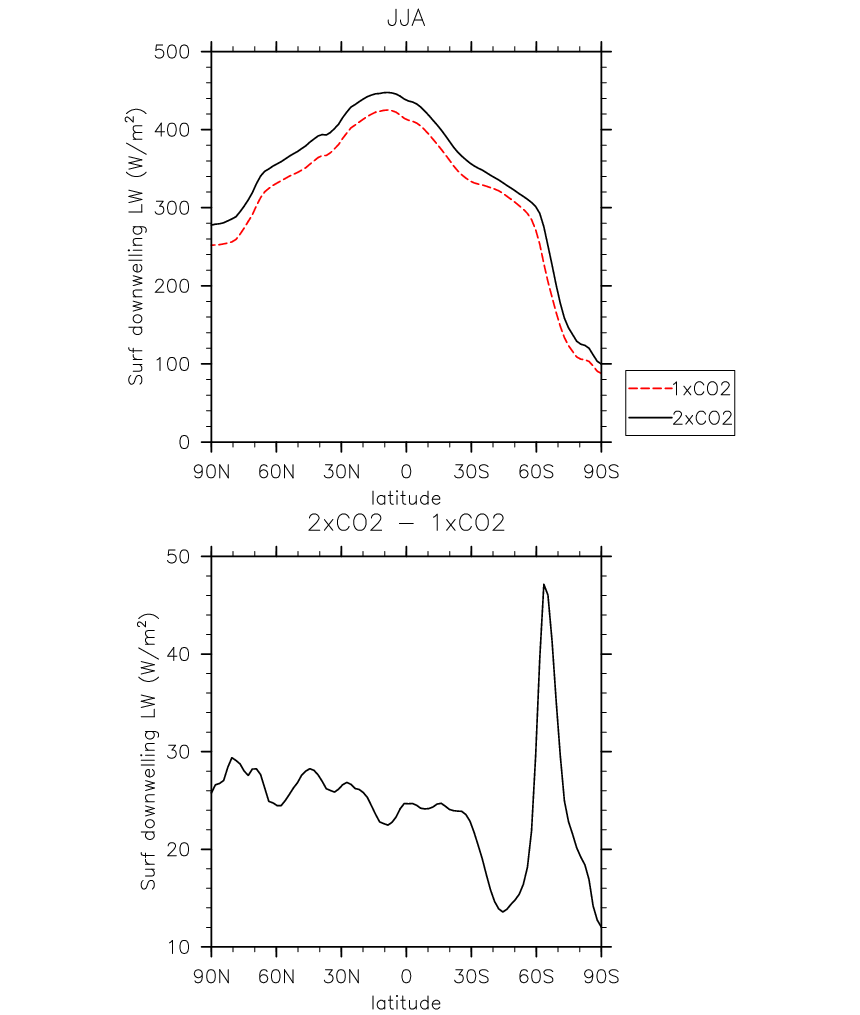 JJA
Surf downwelling LW (W/m²)
500
400
300
200
100
0
90N 60N 30N 0 30S 60S 90S
latitude
1xCO2
2xCO2
2xCO2 − 1xCO2
Surf downwelling LW (W/m²)
50
40
30
20
10
90N 60N 30N 0 30S 60S 90S
latitude